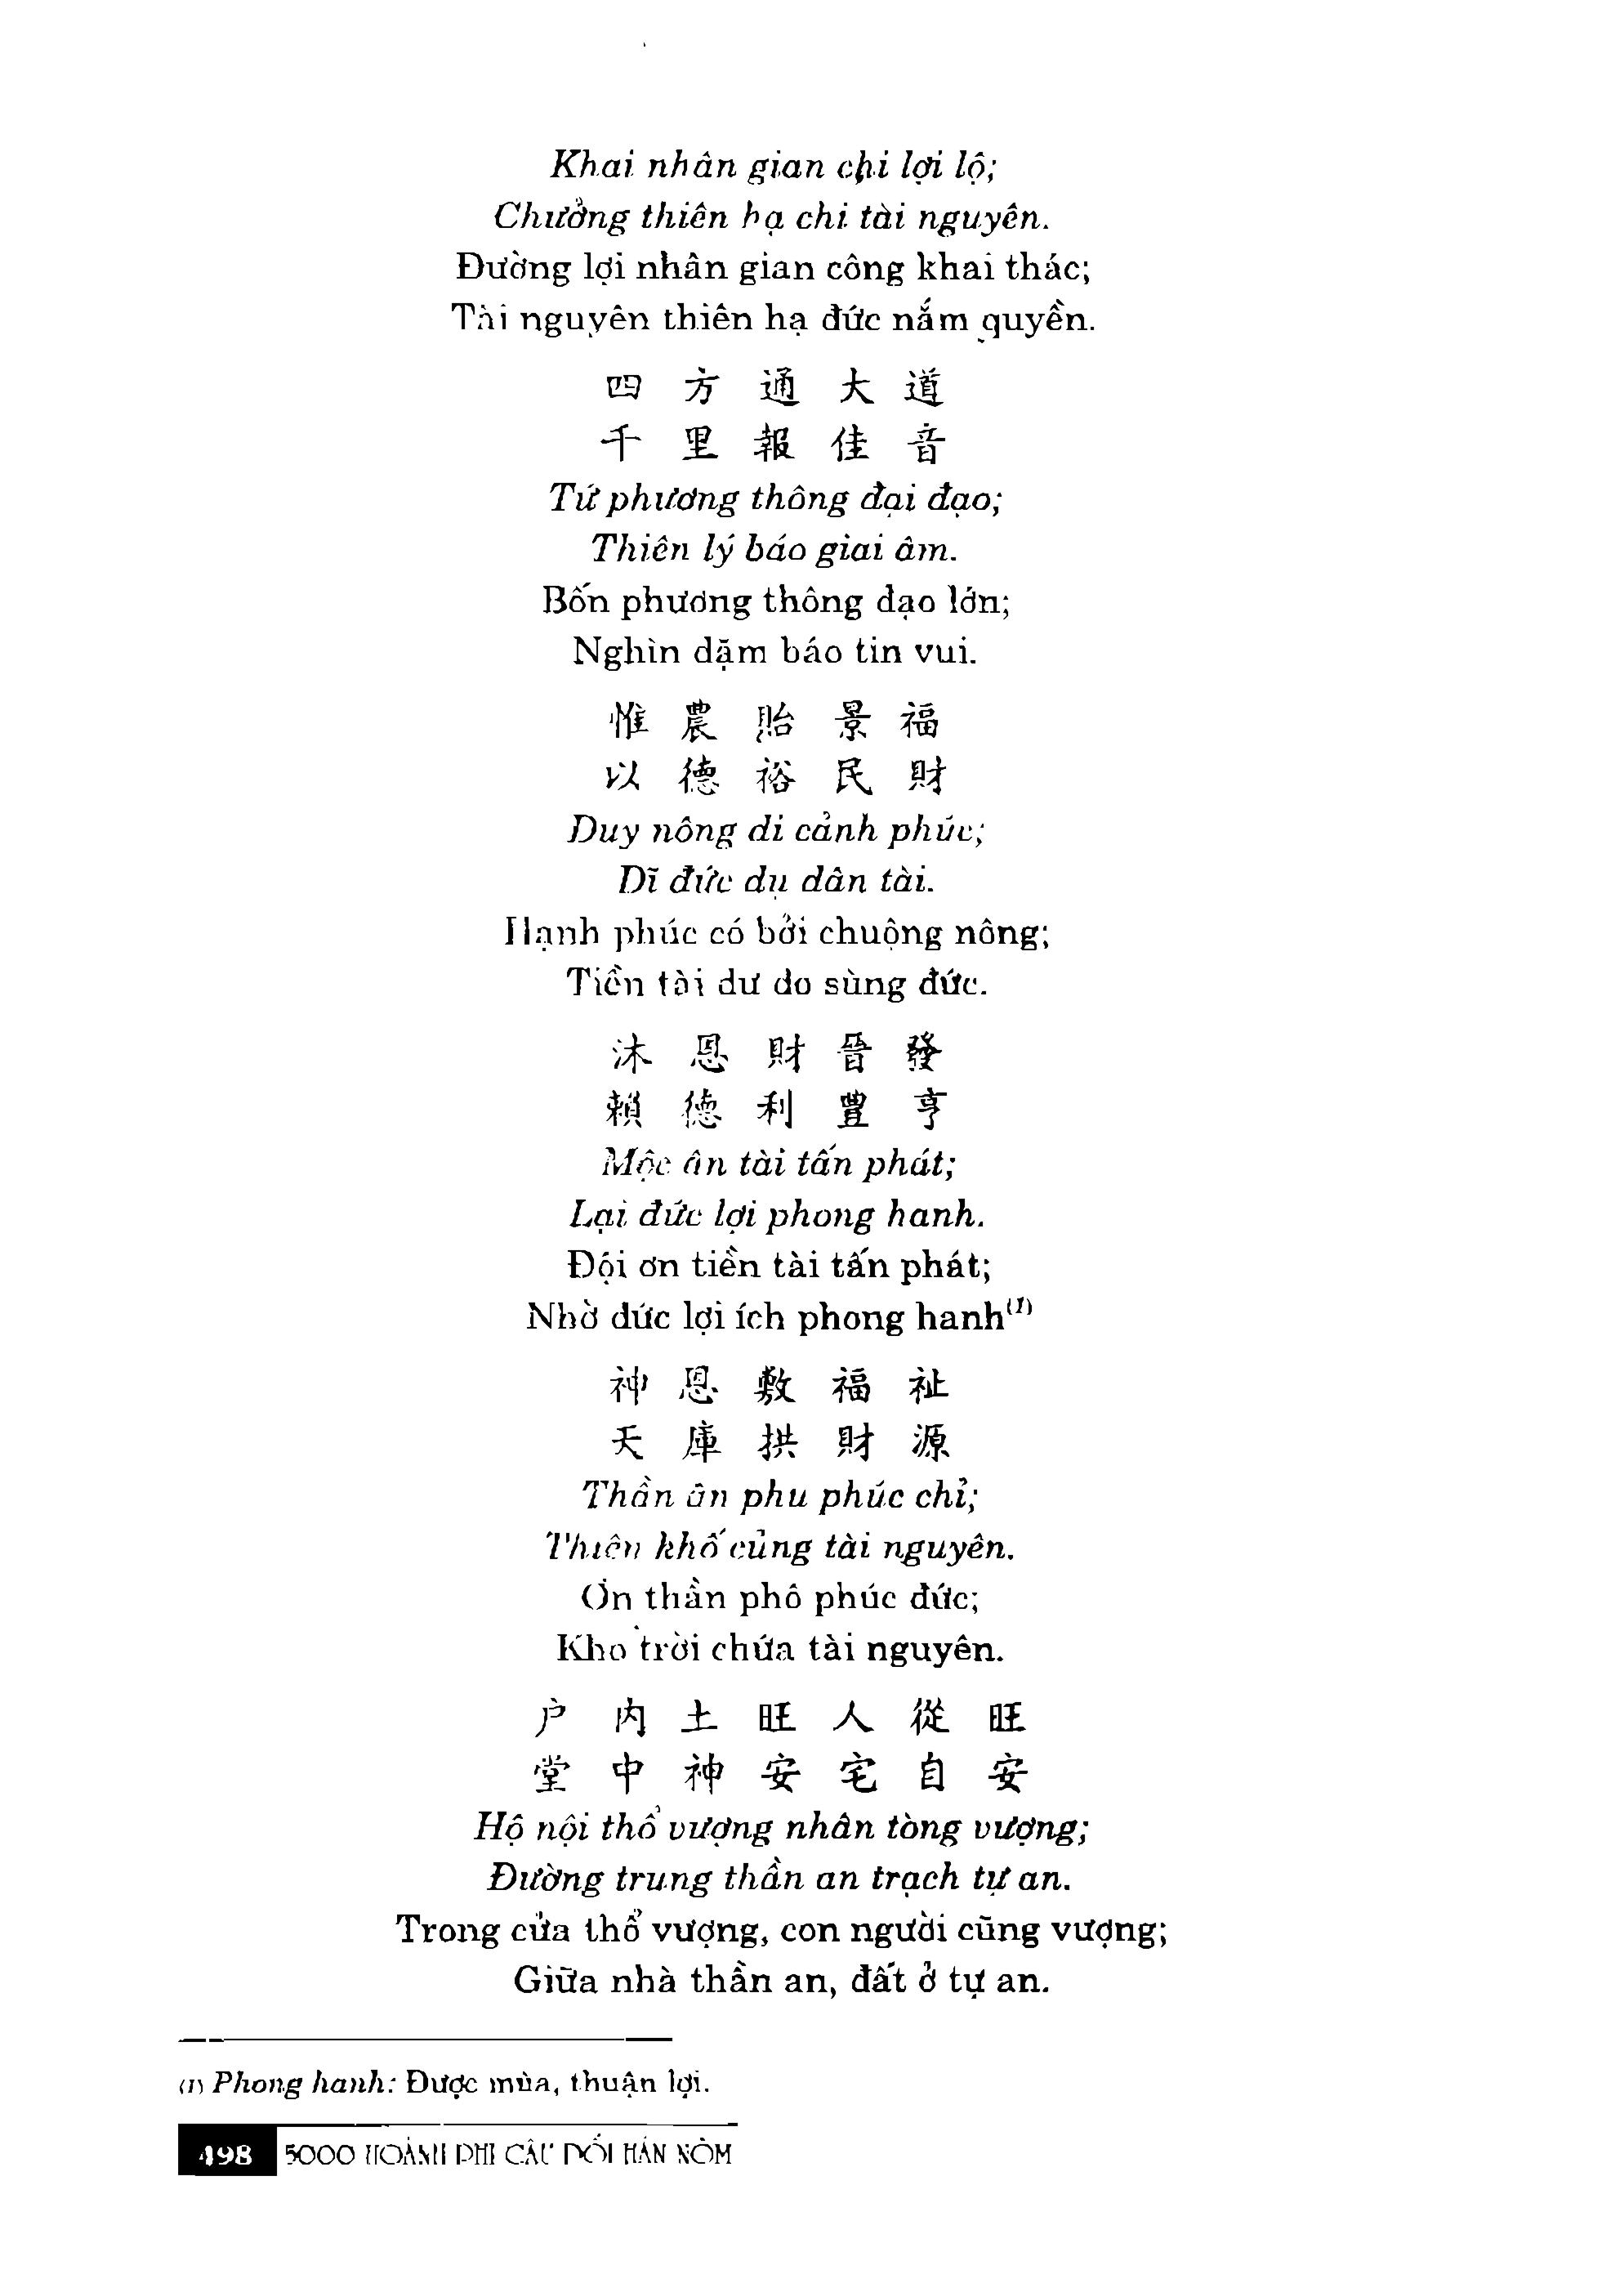 Khai nhân gian chi lợi lộ;
Chưởng thiên hạ chi tài nguyên.
Đường lợi nhân gian công khai thác;
Tài nguyên thiên hạ đức nắm quyền.
四 方 通 大 道
千 里 報 佳 音
Tứ phương thông đại đạo;
Thiên lý báo giai âm.
Bốn phương thông đạo lớn;
Nghìn dặm báo tin vui.
惟 農 貽 景 福
以 德 裕 民 財
Duy nông di cảnh phúc;
Dĩ đức dụ dân tài.
Hạnh phúc có bởi chuộng nông;
Tiền tài dư do sùng đức.
沐 恩 財 晉 發
賴 德 利 豐 亨
Mộc ân tài tấn phát;
Lại đức lợi phong hanh.
Đội ơn tiền tài tấn phát;
Nhờ đức lợi ích phong hanh(1)
神 恩 敷 福 祉
天 庫 拱 財 源
Thần ân phu phúc chỉ;
Thiên khố củng tài nguyên.
Ơn thần phô phúc đức;
Kho trời chứa tài nguyên.
户 内 土 旺 人 從 旺
堂 中 神 安 宅 自 安
Hộ nội thổ vượng nhân tòng vượng;
Đường trung thần an trạch tự an.
Trong cửa thổ vượng, con người cũng vượng;
Giữa nhà thần an, đất ở tự an.
(1) Phong hanh: Được mùa, thuận lợi.
498 5000 HOÀNH PHI CÂU ĐỐI HÁN NÔM